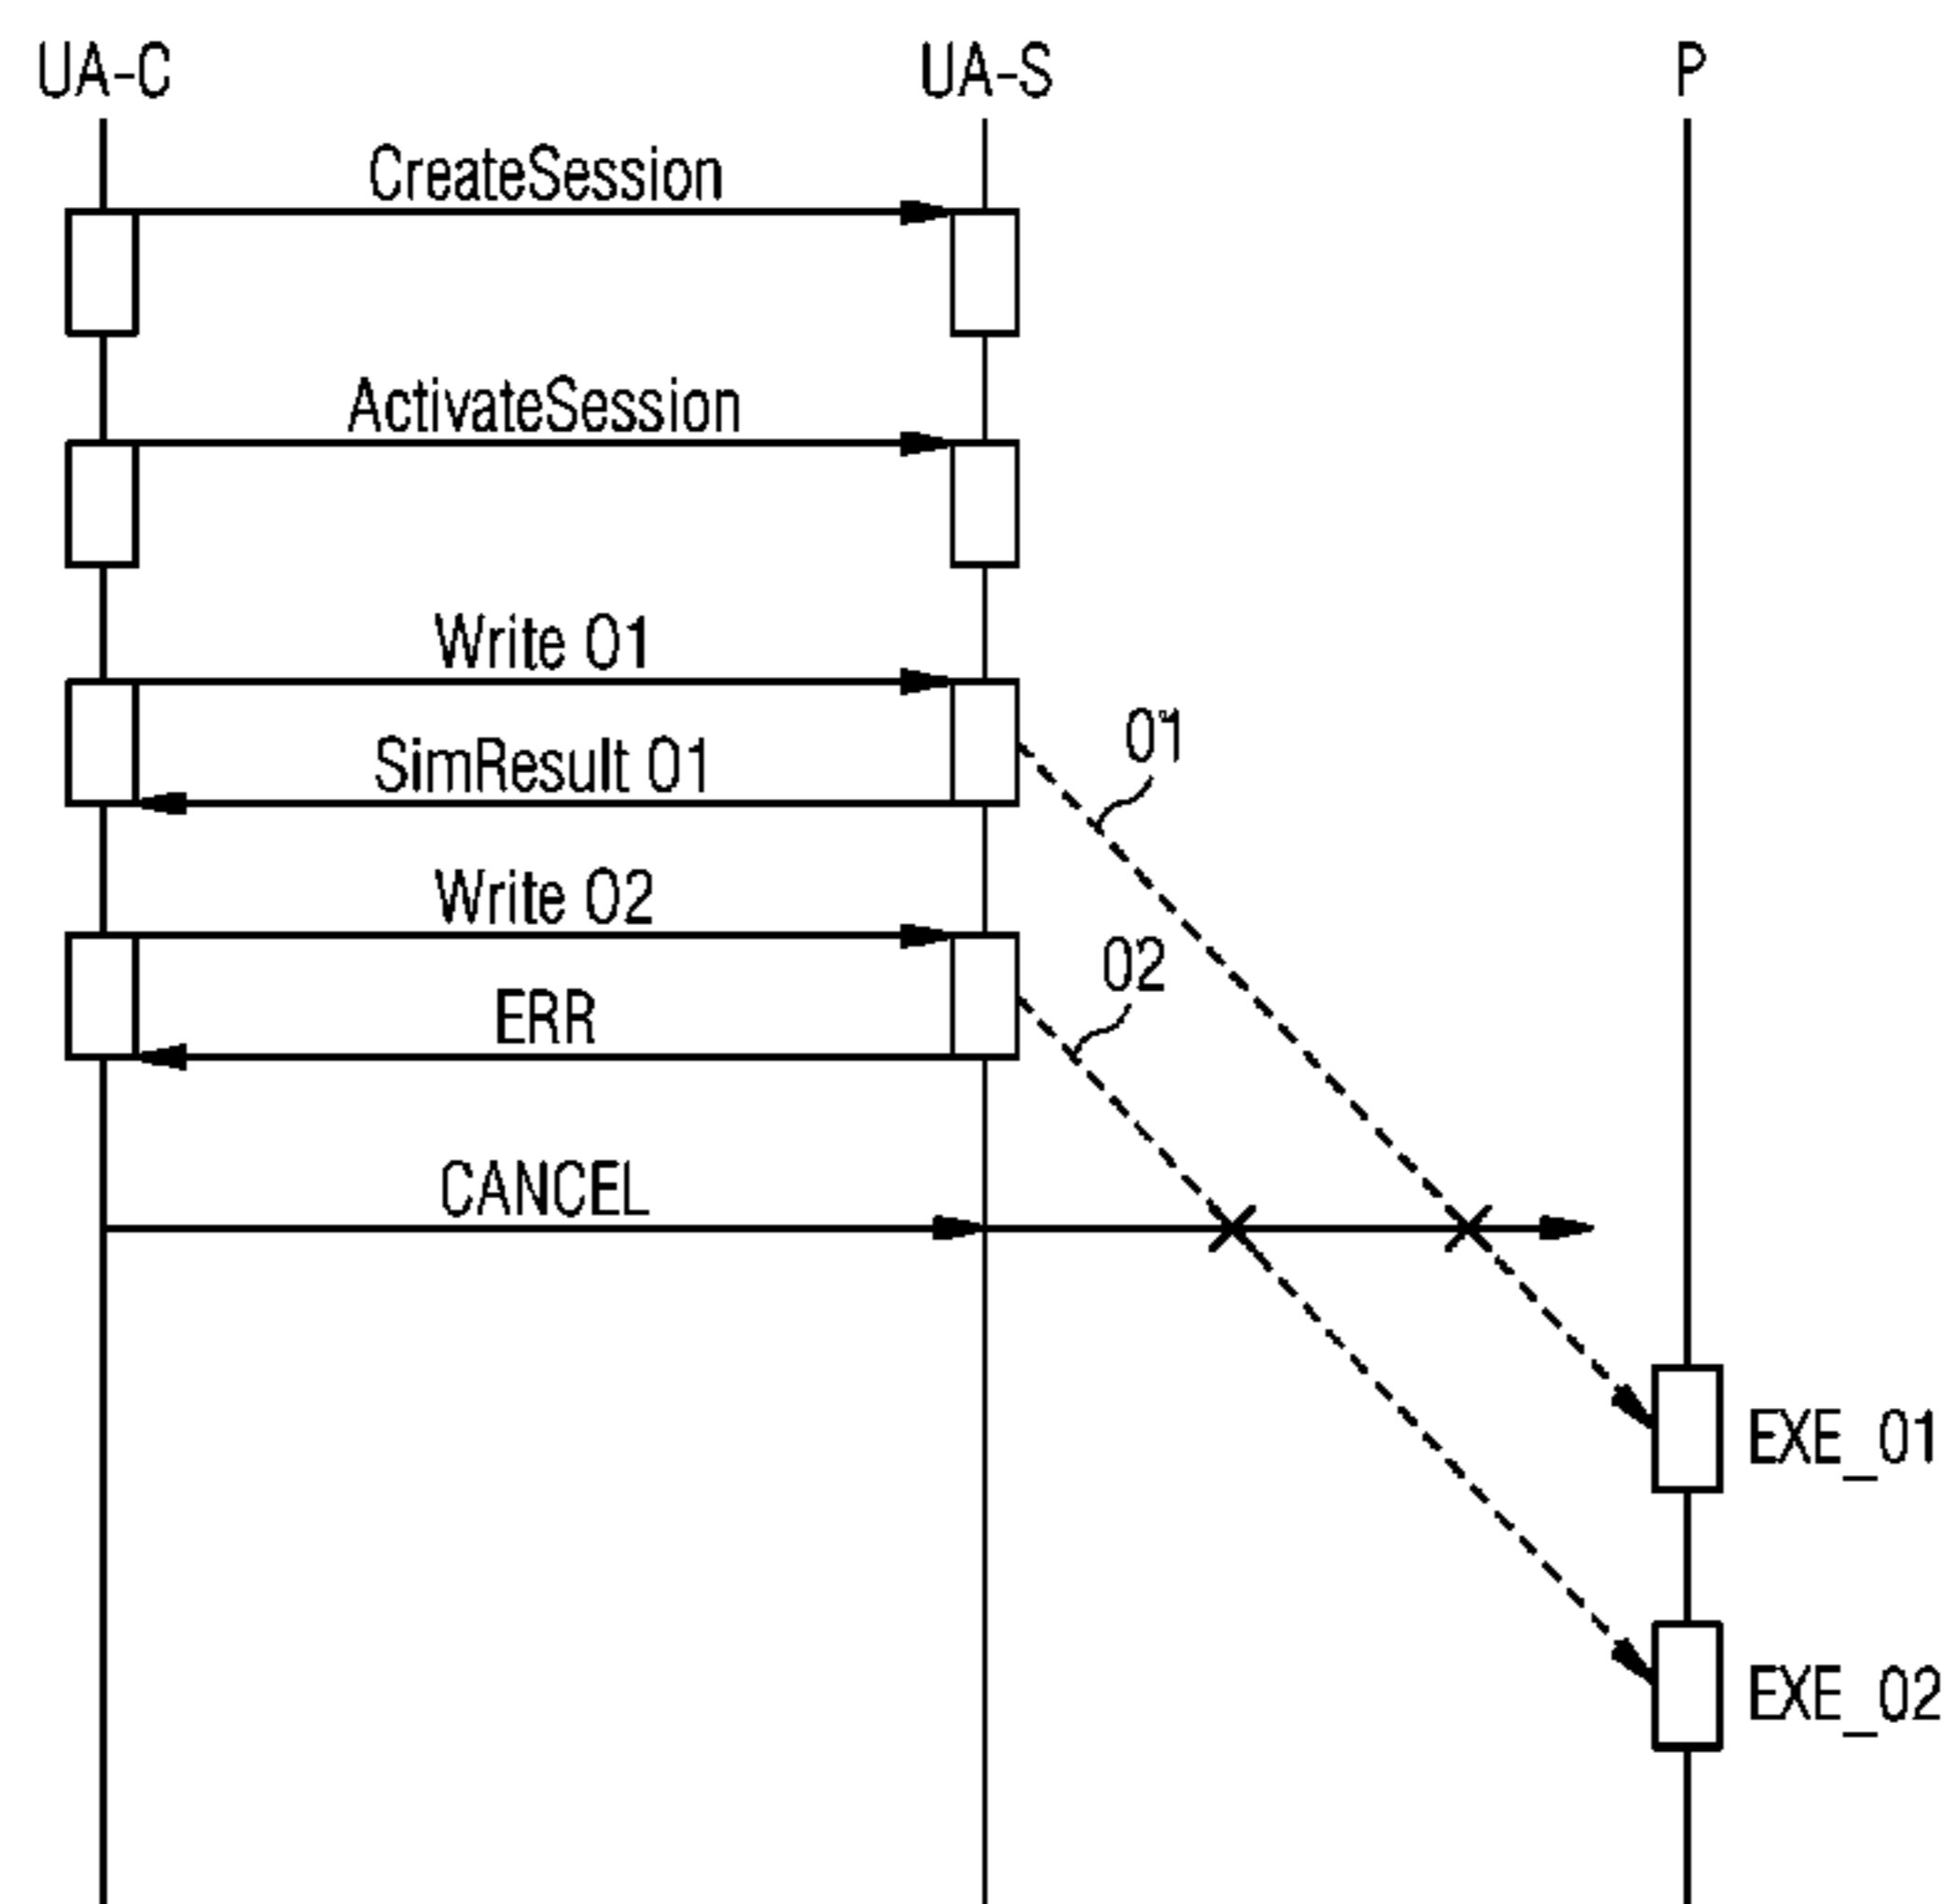 UA-C UA-S P
CreateSession
ActivateSession
Write O1
O1
SimResult O1
Write O2
O2
ERR
CANCEL
EXE_O1
EXE_O2